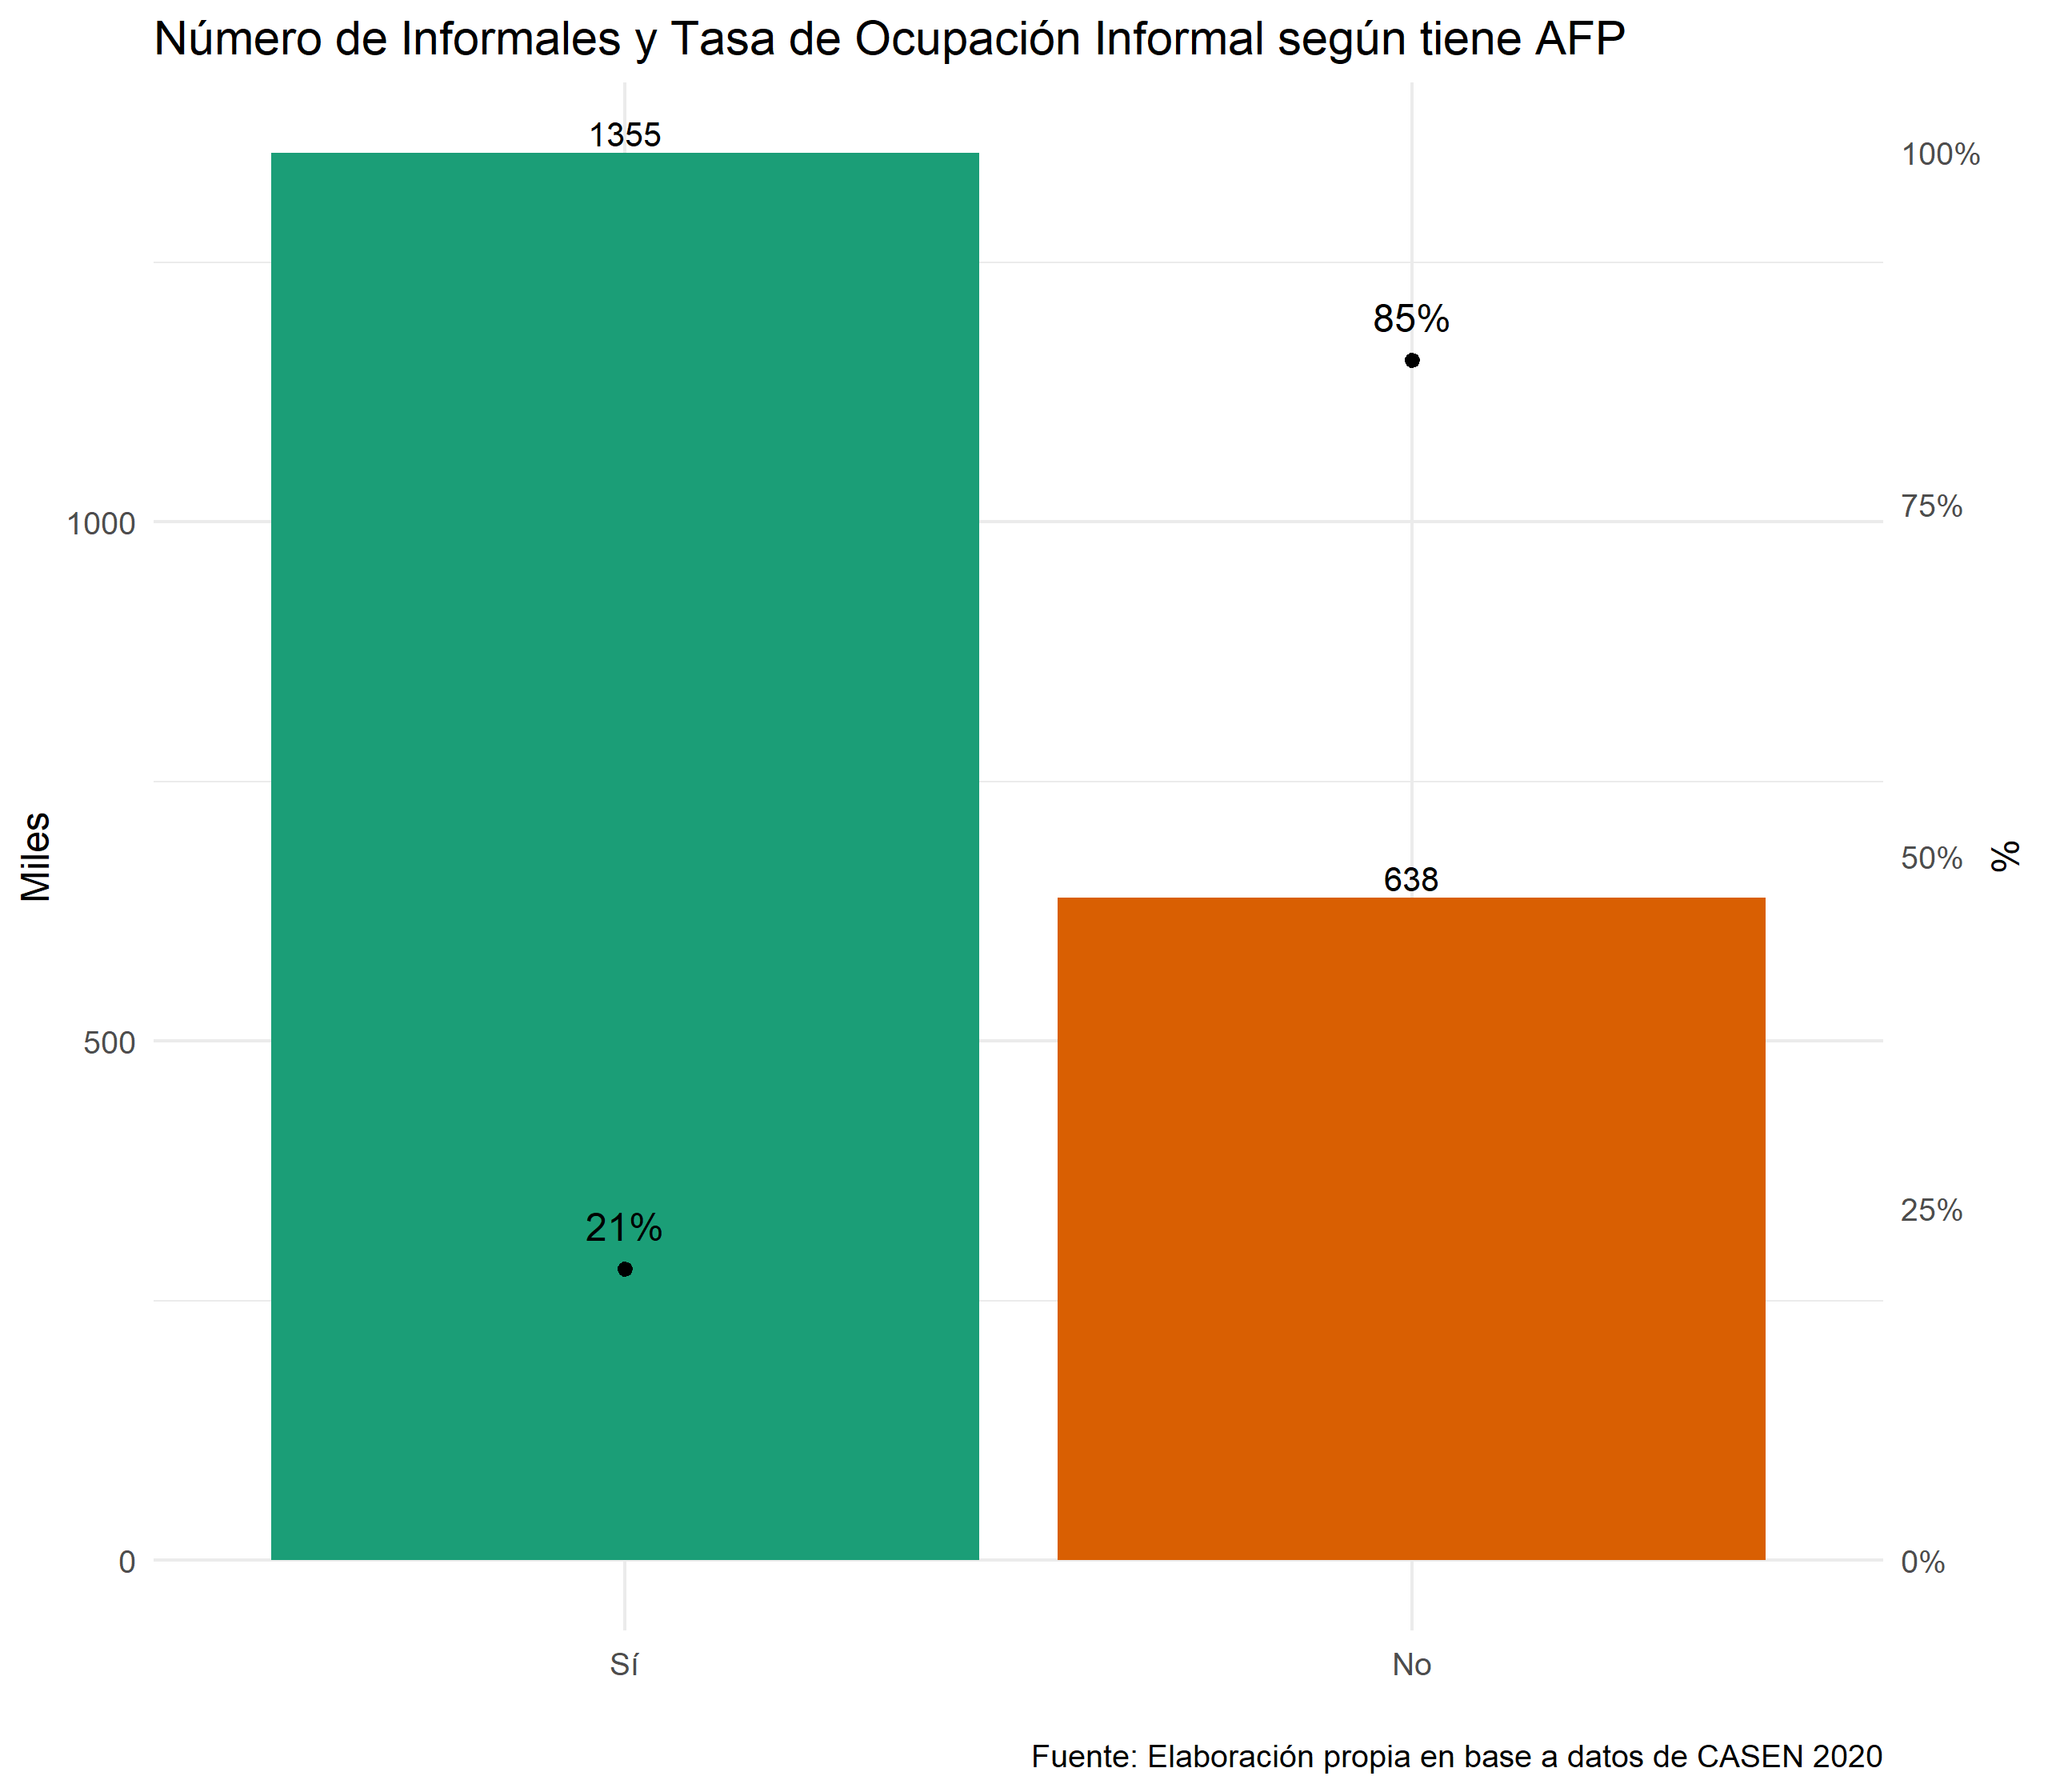 Número de Informales y Tasa de Ocupación Informal según tiene AFP
1355
100%
85%
1000
75%
Miles
638
50%
%
500
25%
21%
0
0%
Sí
No
Fuente: Elaboración propia en base a datos de CASEN 2020